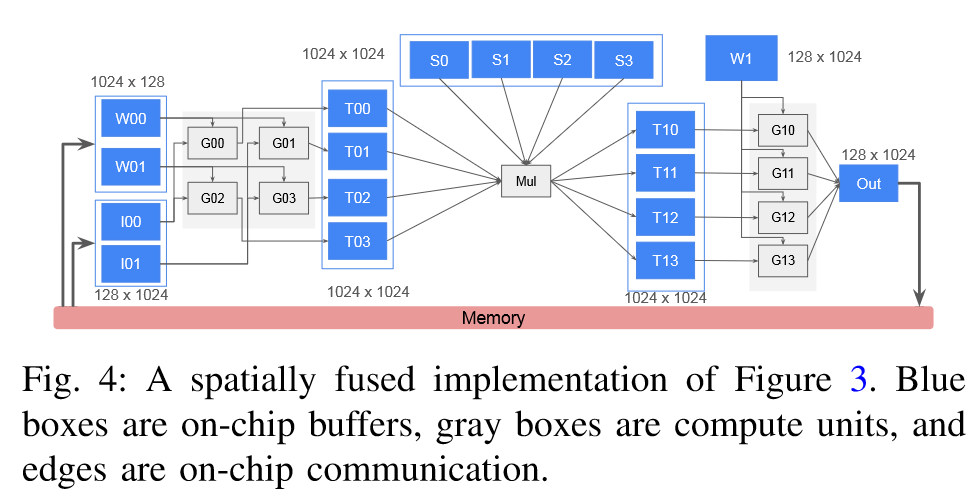 1024 x 1024
S0
S1
S2
S3
W1
128 x 1024
1024 x 128
W00
W01
I00
I01
128 x 1024
G00
G01
G02
G03
T00
T01
T02
T03
1024 x 1024
Mul
T10
T11
T12
T13
1024 x 1024
G10
G11
G12
G13
128 x 1024
Out
Memory
Fig. 4: A spatially fused implementation of Figure 3. Blue
boxes are on-chip buffers, gray boxes are compute units, and
edges are on-chip communication.